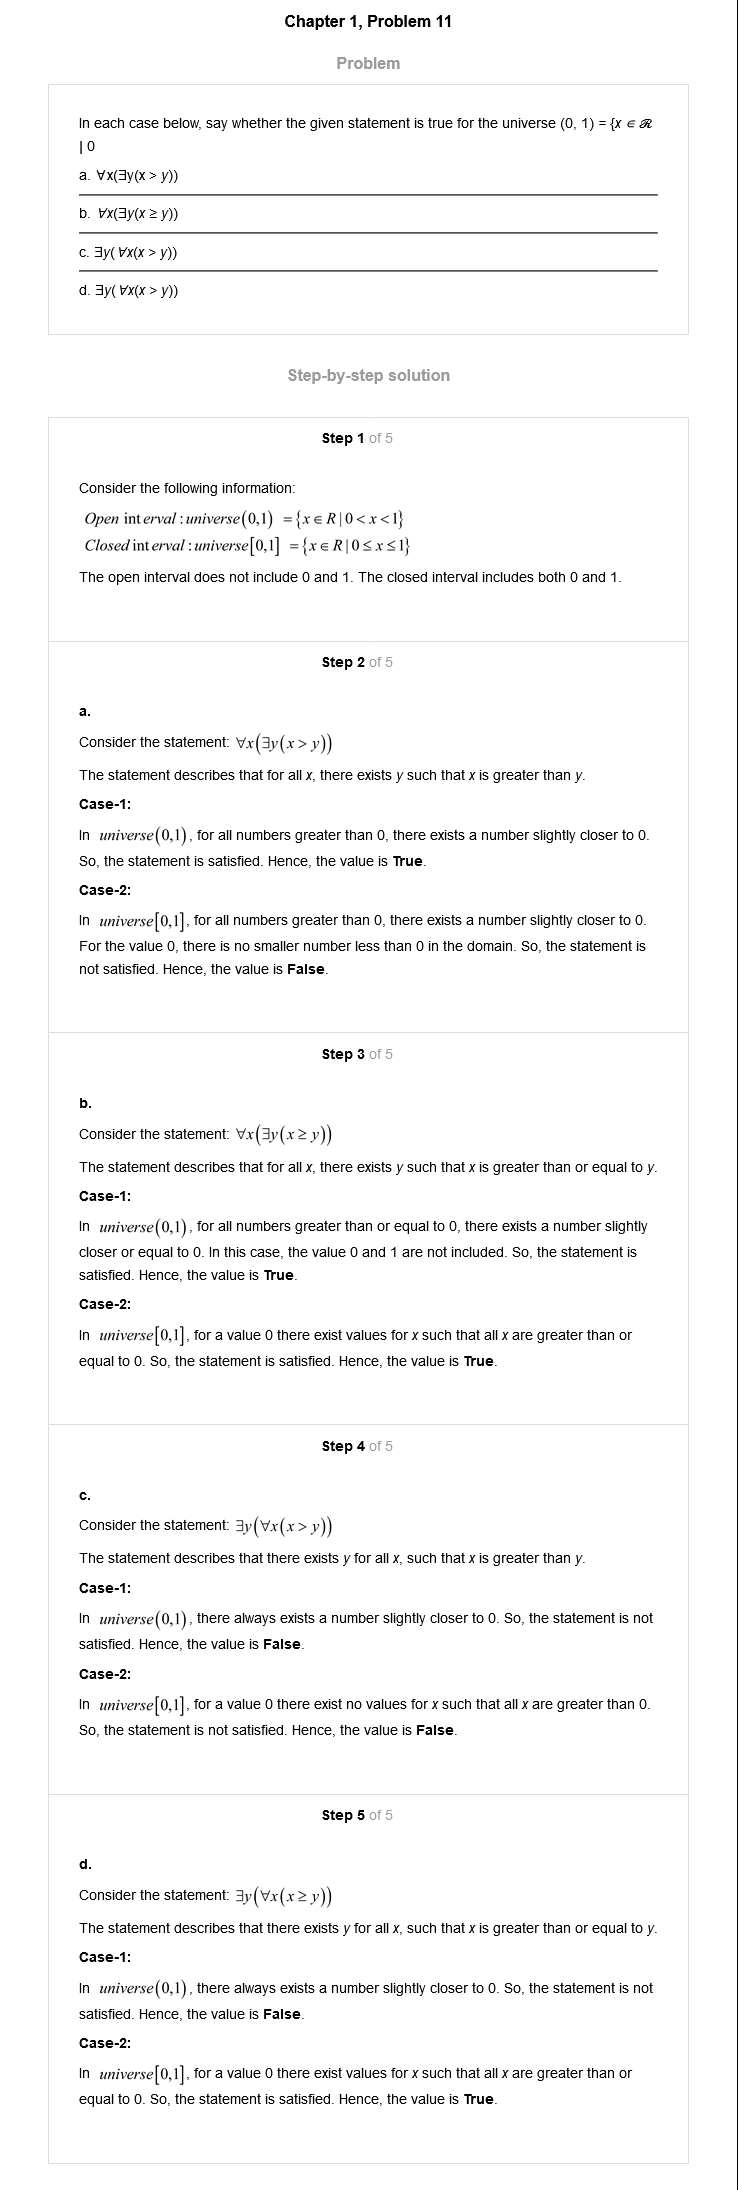 Chapter 1, Problem 11
Problem
In each case below, say whether the given statement is true for the universe (0, 1) = {x ∈ ℛ
| 0
a. ∀x(∃y(x > y))
b. ∀x(∃y(x ≥ y))
c. ∃y( ∀x(x > y))
d. ∃y( ∀x(x > y))
Step-by-step solution
Step 1 of 5
Consider the following information:
Open int erval : universe(0,1) = {x ∈ R | 0 < x < 1}
Closed int erval : universe[0,1] = {x ∈ R | 0 ≤ x ≤ 1}
The open interval does not include 0 and 1. The closed interval includes both 0 and 1.
Step 2 of 5
a.
Consider the statement: ∀x(∃y(x > y))
The statement describes that for all x, there exists y such that x is greater than y.
Case-1:
In universe(0,1), for all numbers greater than 0, there exists a number slightly closer to 0.
So, the statement is satisfied. Hence, the value is True.
Case-2:
In universe[0,1], for all numbers greater than 0, there exists a number slightly closer to 0.
For the value 0, there is no smaller number less than 0 in the domain. So, the statement is
not satisfied. Hence, the value is False.
Step 3 of 5
b.
Consider the statement: ∀x(∃y(x ≥ y))
The statement describes that for all x, there exists y such that x is greater than or equal to y.
Case-1:
In universe(0,1), for all numbers greater than or equal to 0, there exists a number slightly
closer or equal to 0. In this case, the value 0 and 1 are not included. So, the statement is
satisfied. Hence, the value is True.
Case-2:
In universe[0,1], for a value 0 there exist values for x such that all x are greater than or
equal to 0. So, the statement is satisfied. Hence, the value is True.
Step 4 of 5
c.
Consider the statement: ∃y(∀x(x > y))
The statement describes that there exists y for all x, such that x is greater than y.
Case-1:
In universe(0,1), there always exists a number slightly closer to 0. So, the statement is not
satisfied. Hence, the value is False.
Case-2:
In universe[0,1], for a value 0 there exist no values for x such that all x are greater than 0.
So, the statement is not satisfied. Hence, the value is False.
Step 5 of 5
d.
Consider the statement: ∃y(∀x(x ≥ y))
The statement describes that there exists y for all x, such that x is greater than or equal to y.
Case-1:
In universe(0,1), there always exists a number slightly closer to 0. So, the statement is not
satisfied. Hence, the value is False.
Case-2:
In universe[0,1], for a value 0 there exist values for x such that all x are greater than or
equal to 0. So, the statement is satisfied. Hence, the value is True.